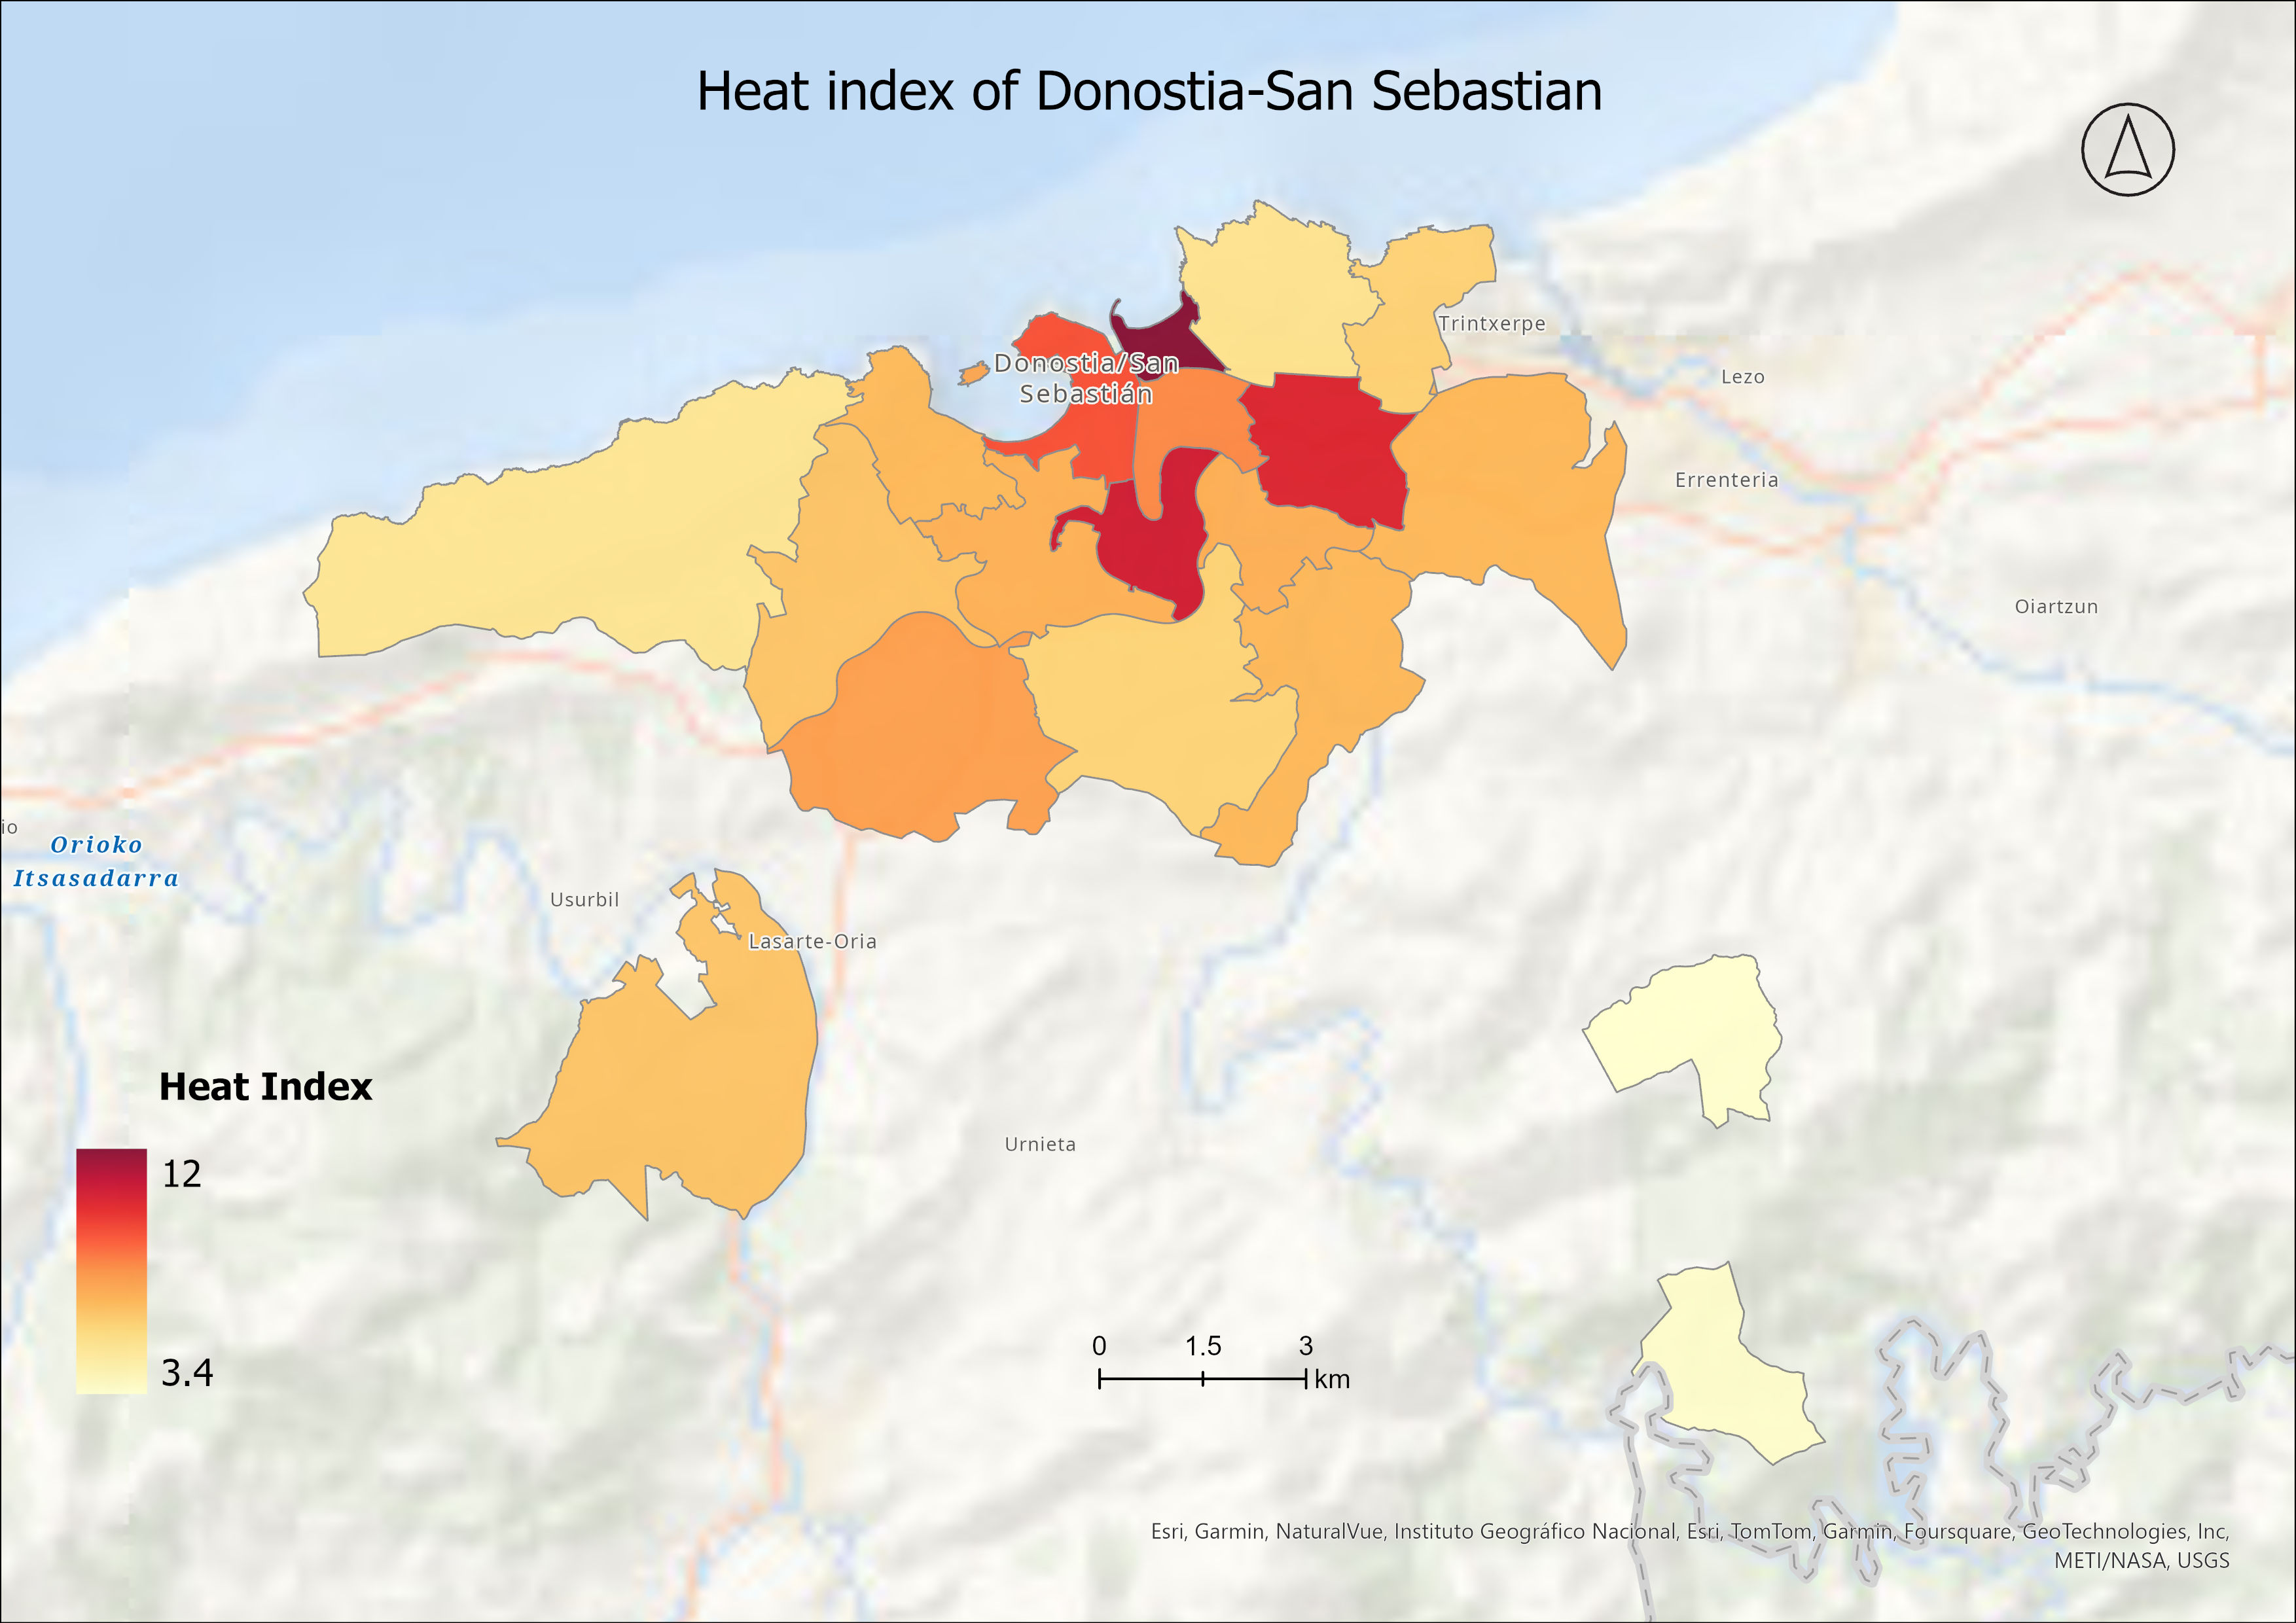 Heat index of Donostia-San Sebastian
Trintxerpe
Donostia/San
Sebastián
Lezo
Errenteria
Oiartzun
io
Orioko
Itsasadarra
Usurbil
Lasarte-Oria
Heat Index
Urnieta
12
3.4
0 1.5 3
km
Esri, Garmin, NaturalVue, Instituto Geográfico Nacional, Esri, TomTom, Garmin, Foursquare, GeoTechnologies, Inc,
METI/NASA, USGS